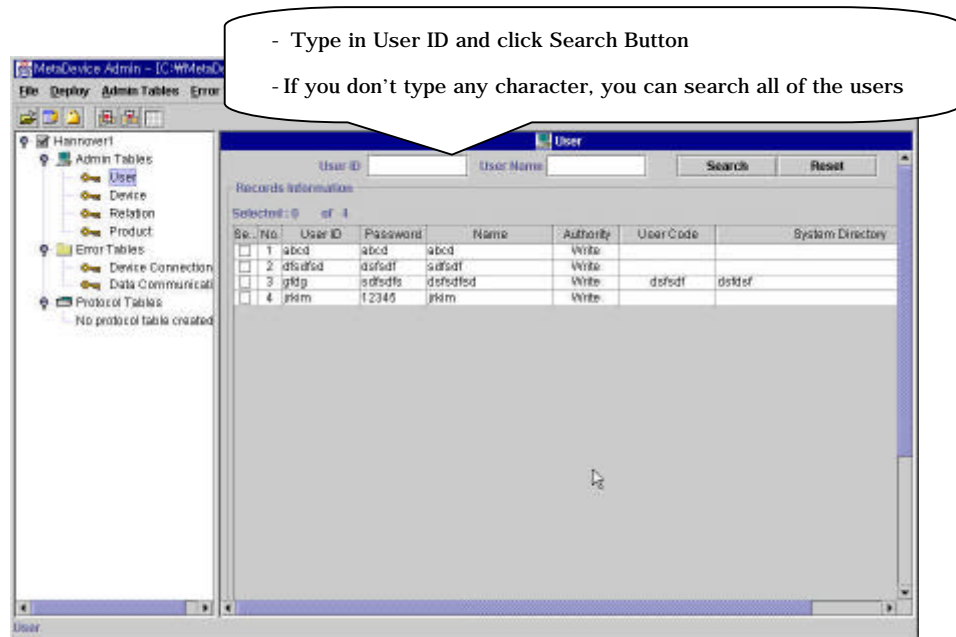 - Type in User ID and click Search Button
- If you don't type any character, you can search all of the users
MetaDevice Admin - [C:₩MetaD
File Deploy Admin Tables Error
Hannover1
Admin Tables
User
Device
Relation
Product
Error Tables
Device Connection
Data Communicati
Protocol Tables
No protocol table created
User
User ID User Name Search Reset
Records Information
Selected : 0 of 4
Se... No. User ID Password Name Authority User Code System Directory
1 abcd abcd abcd Write
2 dfsdfsd dsfsdf sdfsdf Write
3 gfdg sdfsdfs dsfsdfsd Write dsfsdf dsfdsf
4 jrkim 12345 jrkim Write
User